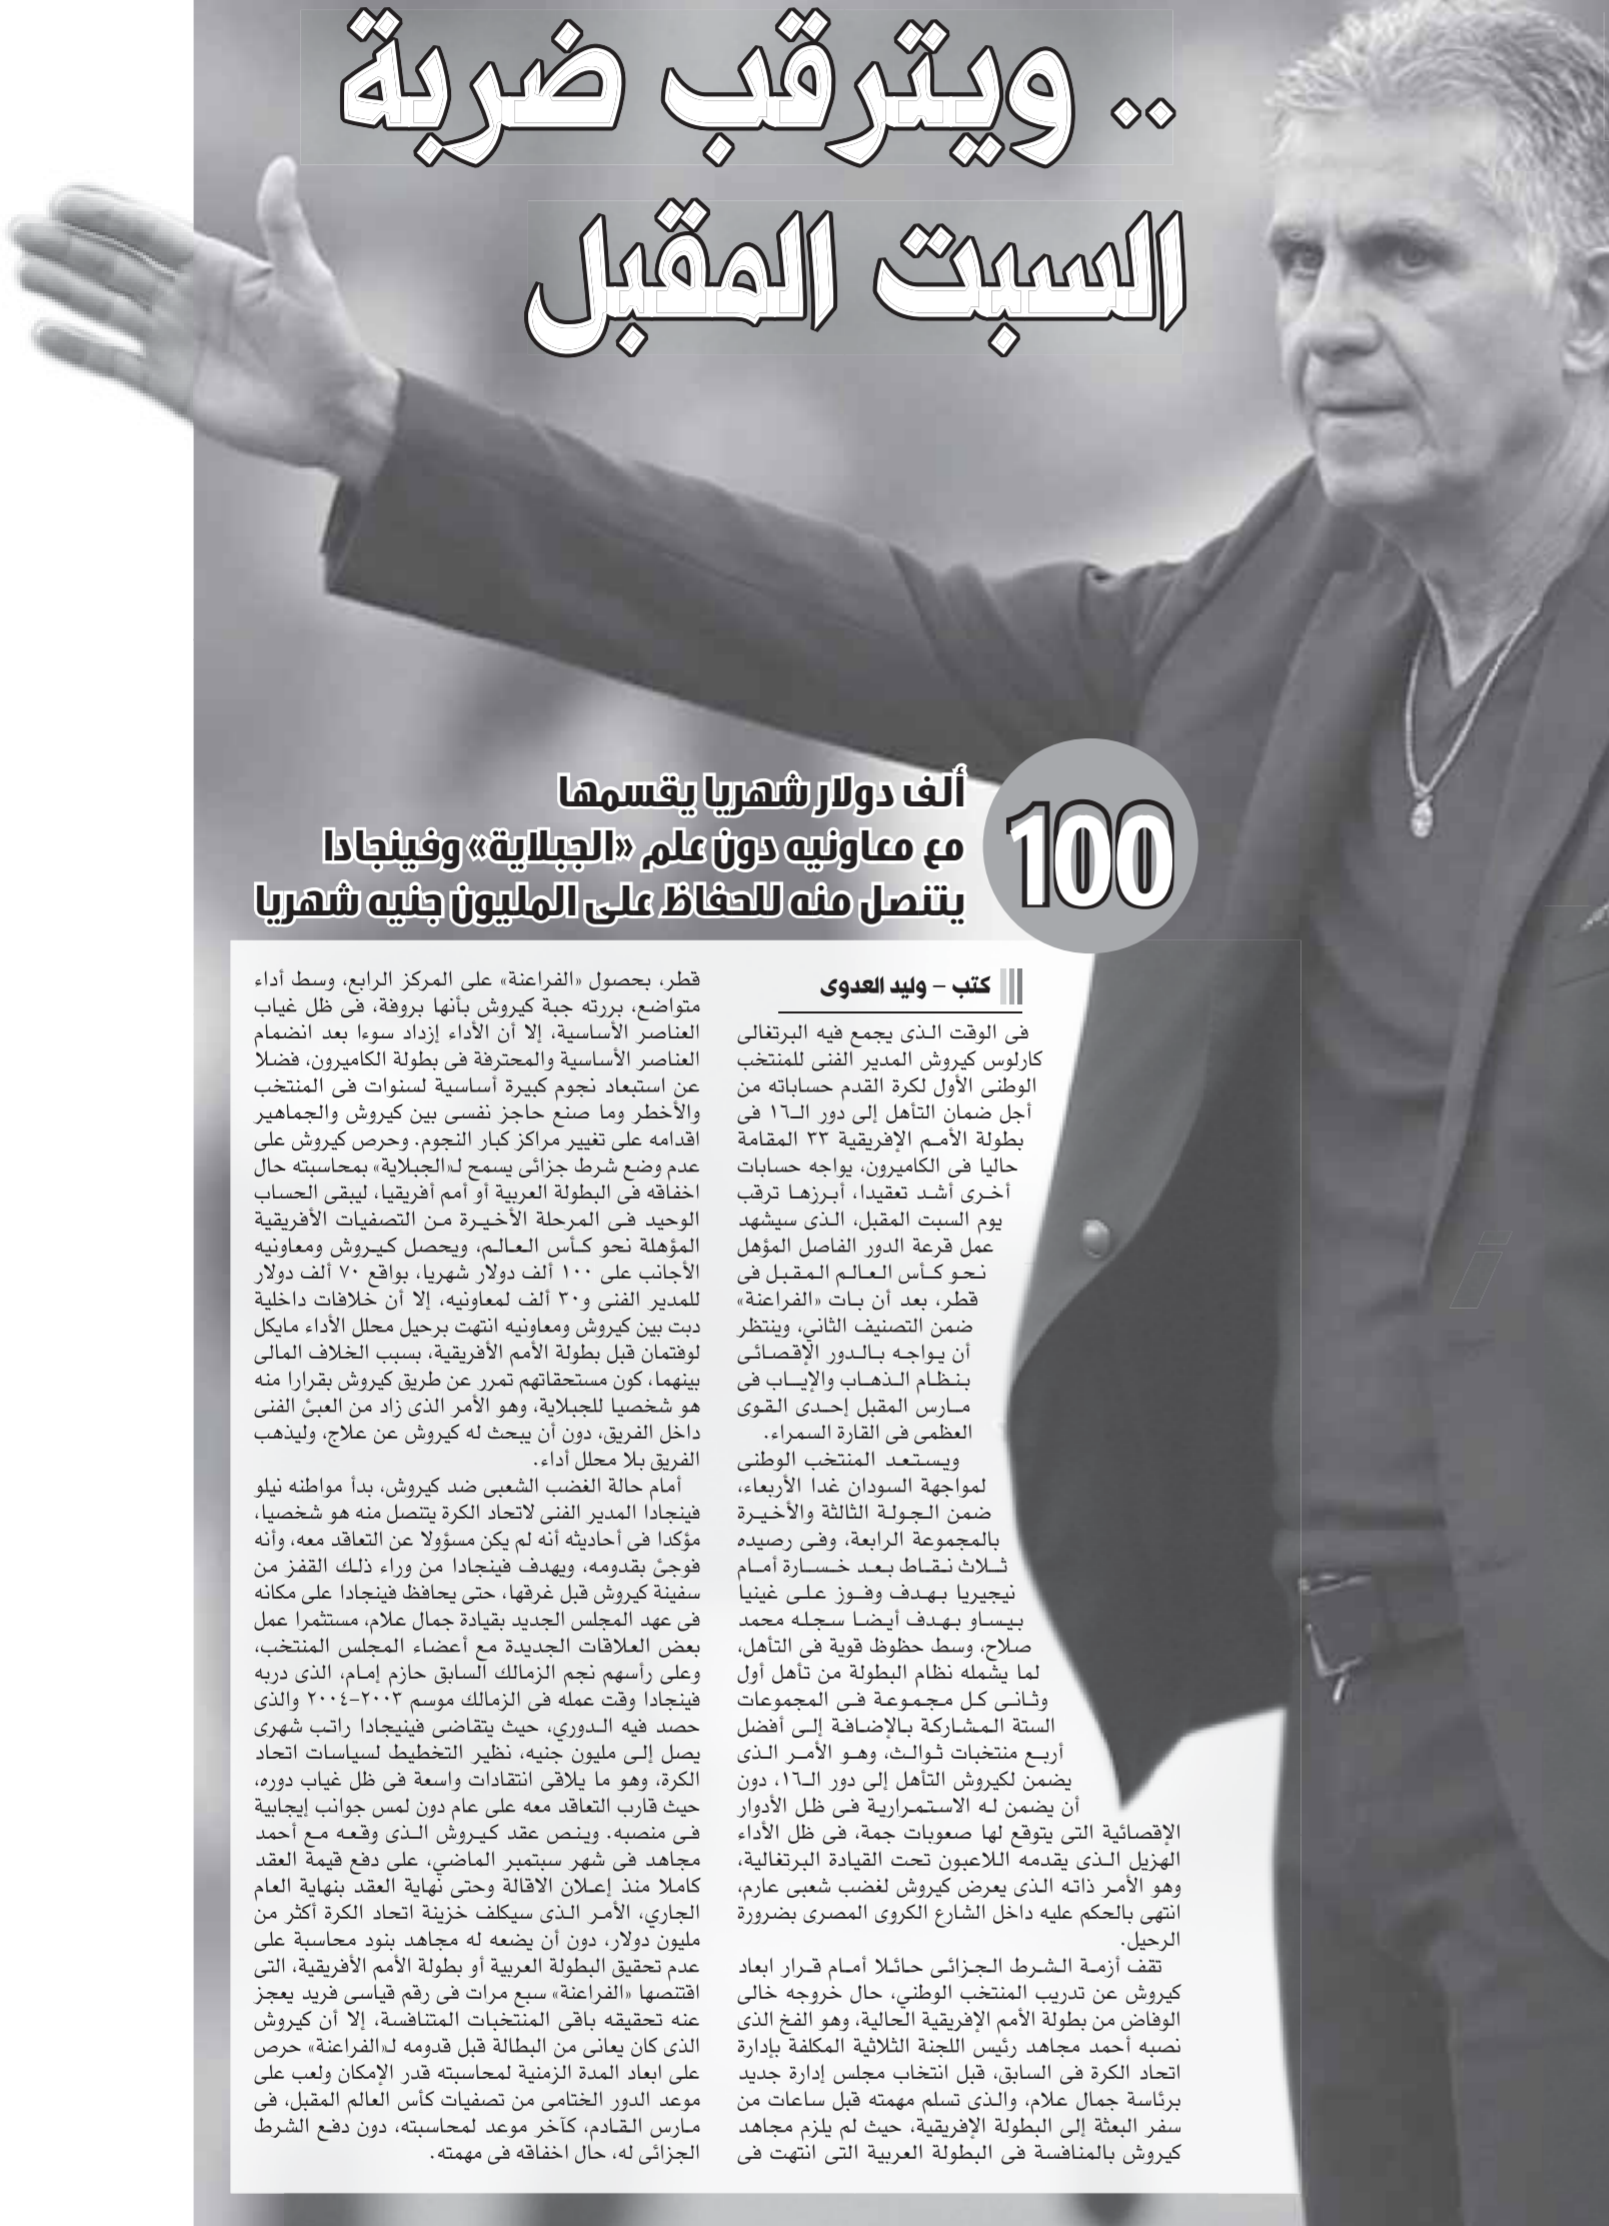 .. ويترقب ضربة
السبت المقبل
100
ألف دولار شهريا يقسمها
مع معاونيه دون علم «الجبلاية» وفينجادا
يتنصل منه للحفاظ على المليون جنيه شهريا
كتب – وليد العدوى
فى الوقت الذى يجمع فيه البرتغالى
كارلوس كيروش المدير الفنى للمنتخب
الوطنى الأول لكرة القدم حساباته من
أجل ضمان التأهل إلى دور الـ١٦ فى
بطولة الأمم الإفريقية ٣٣ المقامة
حاليا فى الكاميرون، يواجه حسابات
أخرى أشد تعقيدا، أبرزها ترقب
يوم السبت المقبل، الذى سيشهد
عمل قرعة الدور الفاصل المؤهل
نحو كأس العالم المقبل فى
قطر، بعد أن بات «الفراعنة»
ضمن التصنيف الثاني، وينتظر
أن يواجه بالدور الإقصائى
بنظام الذهاب والإياب فى
مارس المقبل إحدى القوى
العظمى فى القارة السمراء.
ويستعد المنتخب الوطنى
لمواجهة السودان غدا الأربعاء،
ضمن الجولة الثالثة والأخيرة
بالمجموعة الرابعة، وفى رصيده
ثلاث نقاط بعد خسارة أمام
نيجيريا بهدف وفوز على غينيا
بيساو بهدف أيضا سجله محمد
صلاح، وسط حظوظ قوية فى التأهل،
لما يشمله نظام البطولة من تأهل أول
وثانى كل مجموعة فى المجموعات
الستة المشاركة بالإضافة إلى أفضل
أربع منتخبات ثوالث، وهو الأمر الذى
يضمن لكيروش التأهل إلى دور الـ١٦، دون
أن يضمن له الاستمرارية فى ظل الأدوار
الإقصائية التى يتوقع لها صعوبات جمة، فى ظل الأداء
الهزيل الذى يقدمه اللاعبون تحت القيادة البرتغالية،
وهو الأمر ذاته الذى يعرض كيروش لغضب شعبى عارم،
انتهى بالحكم عليه داخل الشارع الكروى المصرى بضرورة
الرحيل.
تقف أزمة الشرط الجزائى حائلا أمام قرار ابعاد
كيروش عن تدريب المنتخب الوطني، حال خروجه خالى
الوفاض من بطولة الأمم الإفريقية الحالية، وهو الفخ الذى
نصبه أحمد مجاهد رئيس اللجنة الثلاثية المكلفة بإدارة
اتحاد الكرة فى السابق، قبل انتخاب مجلس إدارة جديد
برئاسة جمال علام، والذى تسلم مهمته قبل ساعات من
سفر البعثة إلى البطولة الإفريقية، حيث لم يلزم مجاهد
كيروش بالمنافسة فى البطولة العربية التى انتهت فى
قطر، بحصول «الفراعنة» على المركز الرابع، وسط أداء
متواضع، بررته جبة كيروش بأنها بروفة، فى ظل غياب
العناصر الأساسية، إلا أن الأداء إزداد سوءا بعد انضمام
العناصر الأساسية والمحترفة فى بطولة الكاميرون، فضلا
عن استبعاد نجوم كبيرة أساسية لسنوات فى المنتخب
والأخطر وما صنع حاجز نفسى بين كيروش والجماهير
اقدامه على تغيير مراكز كبار النجوم. وحرص كيروش على
عدم وضع شرط جزائى يسمح لـ«الجبلاية» بمحاسبته حال
اخفاقه فى البطولة العربية أو أمم أفريقيا، ليبقى الحساب
الوحيد فى المرحلة الأخيرة من التصفيات الأفريقية
المؤهلة نحو كأس العالم، ويحصل كيروش ومعاونيه
الأجانب على ١٠٠ ألف دولار شهريا، بواقع ٧٠ ألف دولار
للمدير الفنى و٣٠ ألف لمعاونيه، إلا أن خلافات داخلية
دبت بين كيروش ومعاونيه انتهت برحيل محلل الأداء مايكل
لوفتمان قبل بطولة الأمم الأفريقية، بسبب الخلاف المالى
بينهما، كون مستحقاتهم تمرر عن طريق كيروش بقرارا منه
هو شخصيا للجبلاية، وهو الأمر الذى زاد من العبئ الفنى
داخل الفريق، دون أن يبحث له كيروش عن علاج، وليذهب
الفريق بلا محلل أداء.
أمام حالة الغضب الشعبى ضد كيروش، بدأ مواطنه نيلو
فينجادا المدير الفنى لاتحاد الكرة يتنصل منه هو شخصيا،
مؤكدا فى أحاديثه أنه لم يكن مسؤولا عن التعاقد معه، وأنه
فوجئ بقدومه، ويهدف فينجادا من وراء ذلك القفز من
سفينة كيروش قبل غرقها، حتى يحافظ فينجادا على مكانه
فى عهد المجلس الجديد بقيادة جمال علام، مستثمرا عمل
بعض العلاقات الجديدة مع أعضاء المجلس المنتخب،
وعلى رأسهم نجم الزمالك السابق حازم إمام، الذى دربه
فينجادا وقت عمله فى الزمالك موسم ٢٠٠٣-٢٠٠٤ والذى
حصد فيه الدوري، حيث يتقاضى فينيجادا راتب شهرى
يصل إلى مليون جنيه، نظير التخطيط لسياسات اتحاد
الكرة، وهو ما يلاقى انتقادات واسعة فى ظل غياب دوره،
حيث قارب التعاقد معه على عام دون لمس جوانب إيجابية
فى منصبه. وينص عقد كيروش الذى وقعه مع أحمد
مجاهد فى شهر سبتمبر الماضي، على دفع قيمة العقد
كاملا منذ إعلان الاقالة وحتى نهاية العقد بنهاية العام
الجاري، الأمر الذى سيكلف خزينة اتحاد الكرة أكثر من
مليون دولار، دون أن يضعه له مجاهد بنود محاسبة على
عدم تحقيق البطولة العربية أو بطولة الأمم الأفريقية، التى
اقتنصها «الفراعنة» سبع مرات فى رقم قياسى فريد يعجز
عنه تحقيقه باقى المنتخبات المتنافسة، إلا أن كيروش
الذى كان يعانى من البطالة قبل قدومه لـ«الفراعنة» حرص
على ابعاد المدة الزمنية لمحاسبته قدر الإمكان ولعب على
موعد الدور الختامى من تصفيات كأس العالم المقبل، فى
مارس القادم، كآخر موعد لمحاسبته، دون دفع الشرط
الجزائى له، حال اخفاقه فى مهمته.